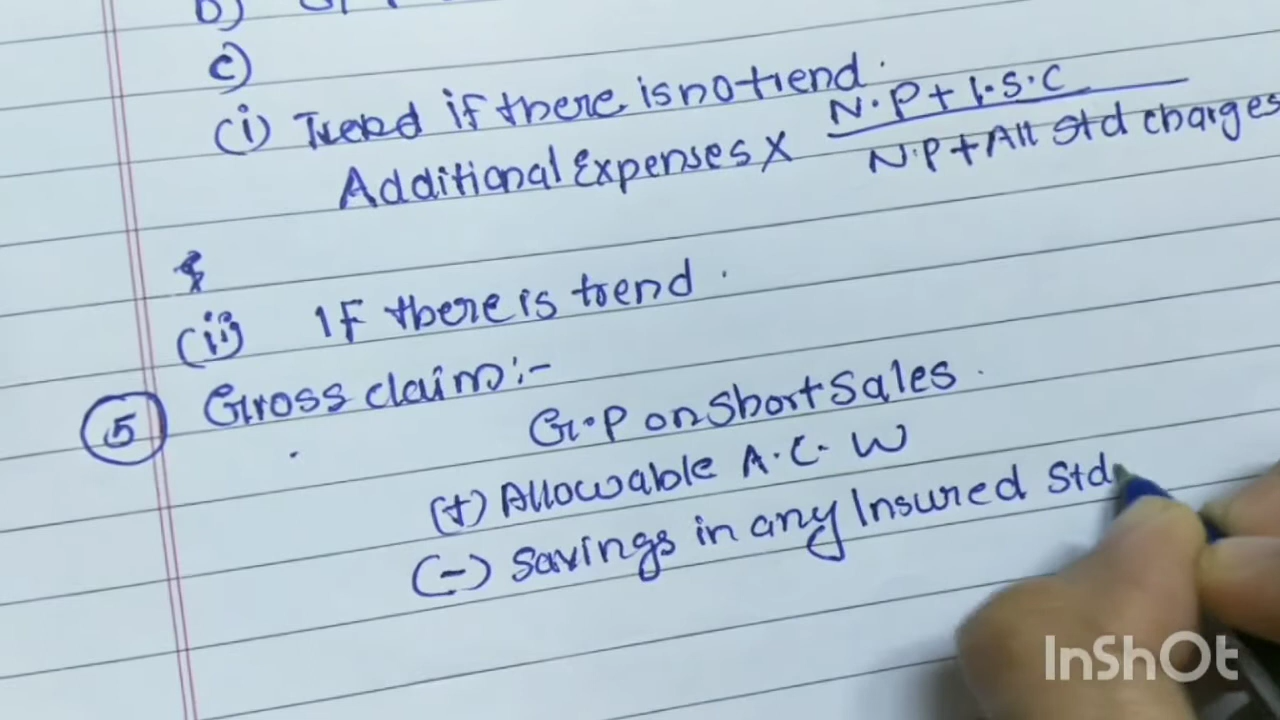 b)
c)
(i) Trend if there is no trend.
Additional Expenses X N.P + I.S.C / N.P + All std charges
(ii) IF there is trend.
5 Gross claim:-
G.P on Short Sales.
(+) Allowable A.C.W
(-) Savings in any Insured Std
InShOt